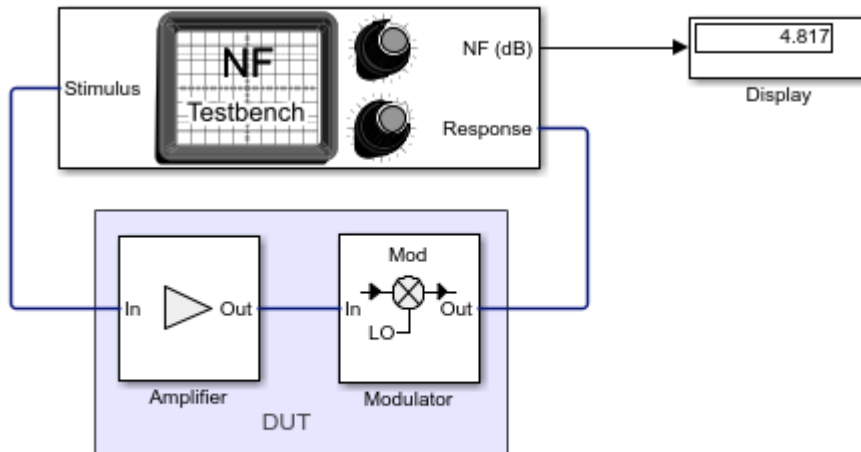 Stimulus
NF
Testbench
NF (dB)
Response
4.817
Display
In
Out
Amplifier
Mod
In
LO
Out
Modulator
DUT